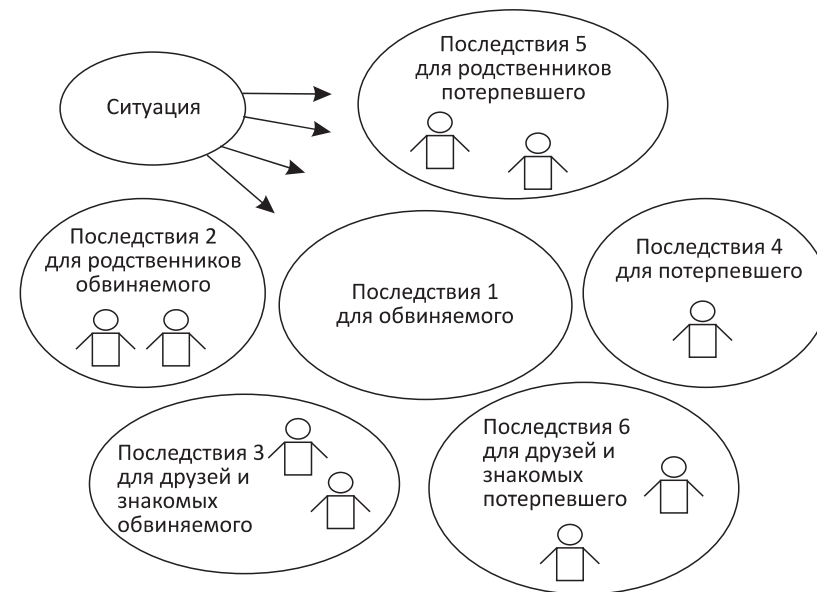 Ситуация
Последствия 5
для родственников
потерпевшего
Последствия 2
для родственников
обвиняемого
Последствия 1
для обвиняемого
Последствия 4
для потерпевшего
Последствия 3
для друзей и
знакомых
обвиняемого
Последствия 6
для друзей и
знакомых
потерпевшего